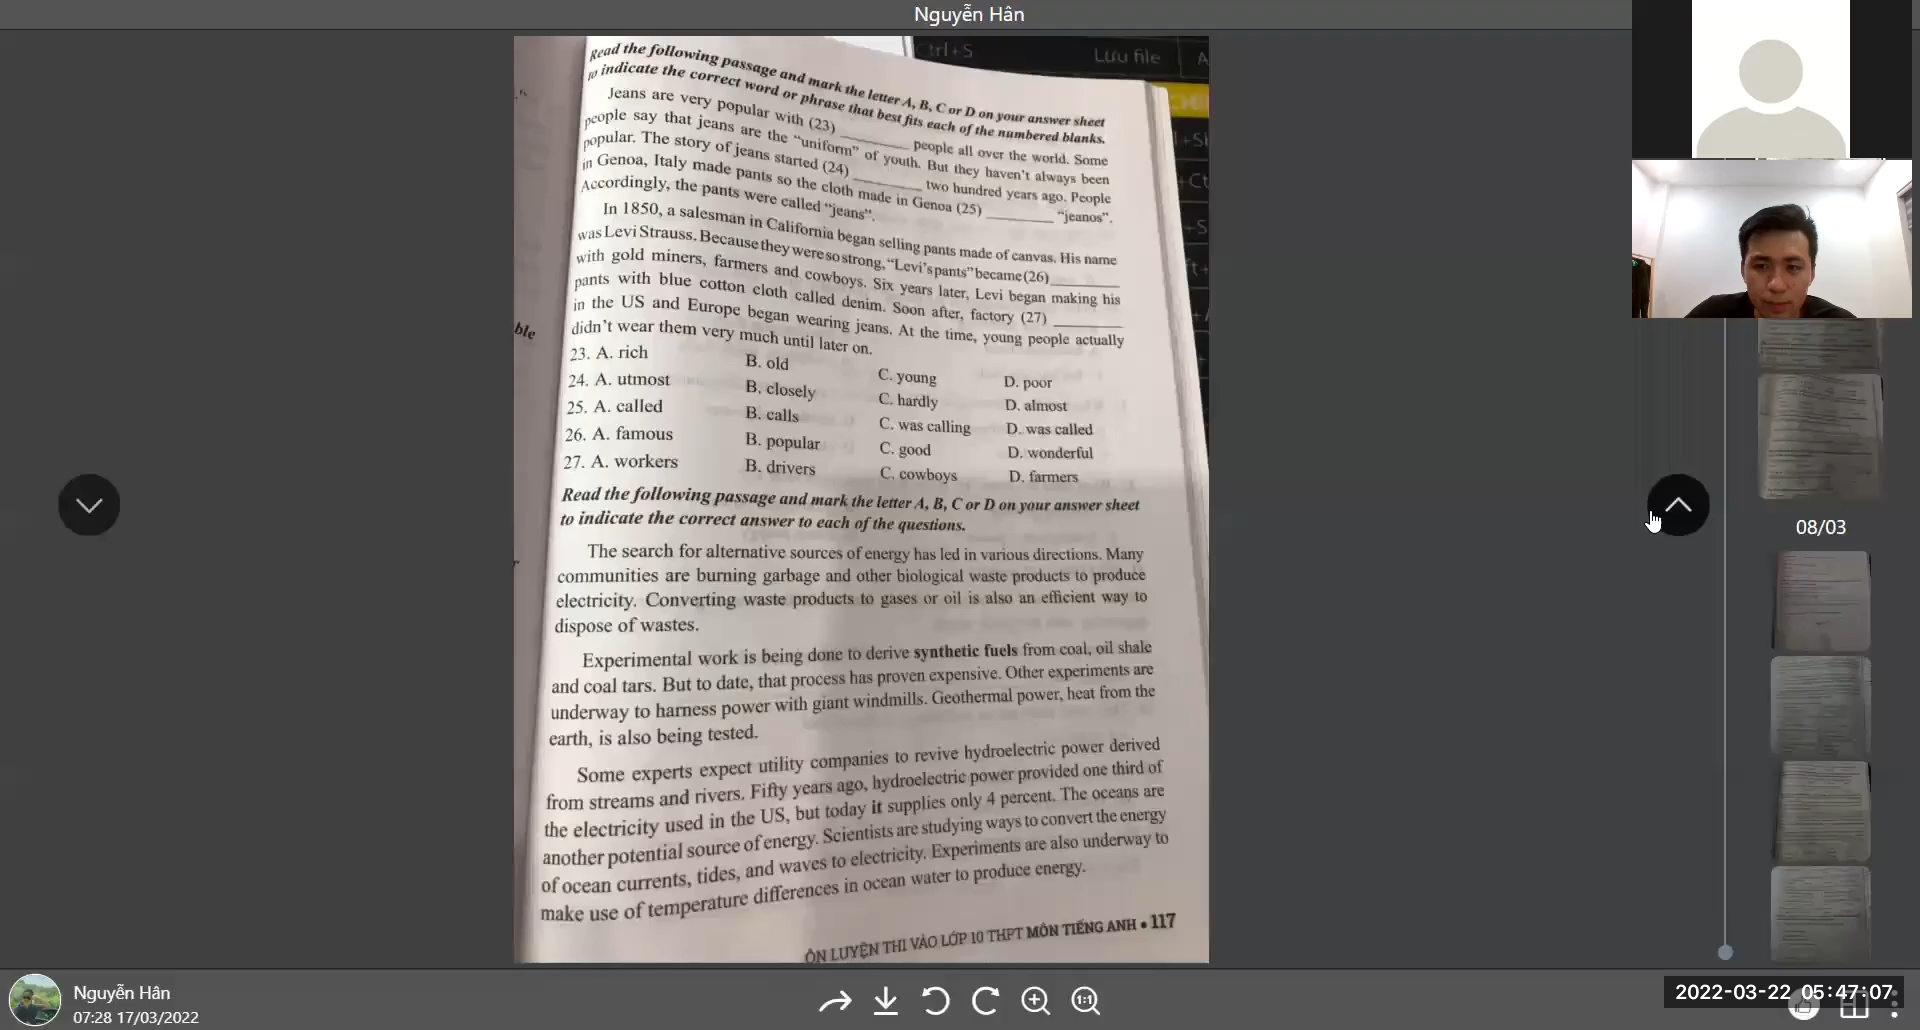 Nguyễn Hân
Ctrl+S Lưu file
Read the following passage and mark the letter A, B, C or D on your answer sheet
to indicate the correct word or phrase that best fits each of the numbered blanks.
Jeans are very popular with (23) ________ people all over the world. Some
people say that jeans are the “uniform” of youth. But they haven’t always been
popular. The story of jeans started (24) ________ two hundred years ago. People
in Genoa, Italy made pants so the cloth made in Genoa (25) ________ “jeanos”.
Accordingly, the pants were called “jeans”.
In 1850, a salesman in California began selling pants made of canvas. His name
was Levi Strauss. Because they were so strong, “Levi’s pants” became (26)________
with gold miners, farmers and cowboys. Six years later, Levi began making his
pants with blue cotton cloth called denim. Soon after, factory (27) ________
in the US and Europe began wearing jeans. At the time, young people actually
didn’t wear them very much until later on.
23. A. rich B. old C. young D. poor
24. A. utmost B. closely C. hardly D. almost
25. A. called B. calls C. was calling D. was called
26. A. famous B. popular C. good D. wonderful
27. A. workers B. drivers C. cowboys D. farmers
Read the following passage and mark the letter A, B, C or D on your answer sheet
to indicate the correct answer to each of the questions.
The search for alternative sources of energy has led in various directions. Many
communities are burning garbage and other biological waste products to produce
electricity. Converting waste products to gases or oil is also an efficient way to
dispose of wastes.
Experimental work is being done to derive synthetic fuels from coal, oil shale
and coal tars. But to date, that process has proven expensive. Other experiments are
underway to harness power with giant windmills. Geothermal power, heat from the
earth, is also being tested.
Some experts expect utility companies to revive hydroelectric power derived
from streams and rivers. Fifty years ago, hydroelectric power provided one third of
the electricity used in the US, but today it supplies only 4 percent. The oceans are
another potential source of energy. Scientists are studying ways to convert the energy
of ocean currents, tides, and waves to electricity. Experiments are also underway to
make use of temperature differences in ocean water to produce energy.
ÔN LUYỆN THI VÀO LỚP 10 THPT MÔN TIẾNG ANH • 117
ble
08/03
Nguyễn Hân
07:28 17/03/2022
1:1
2022-03-22 05:47:07